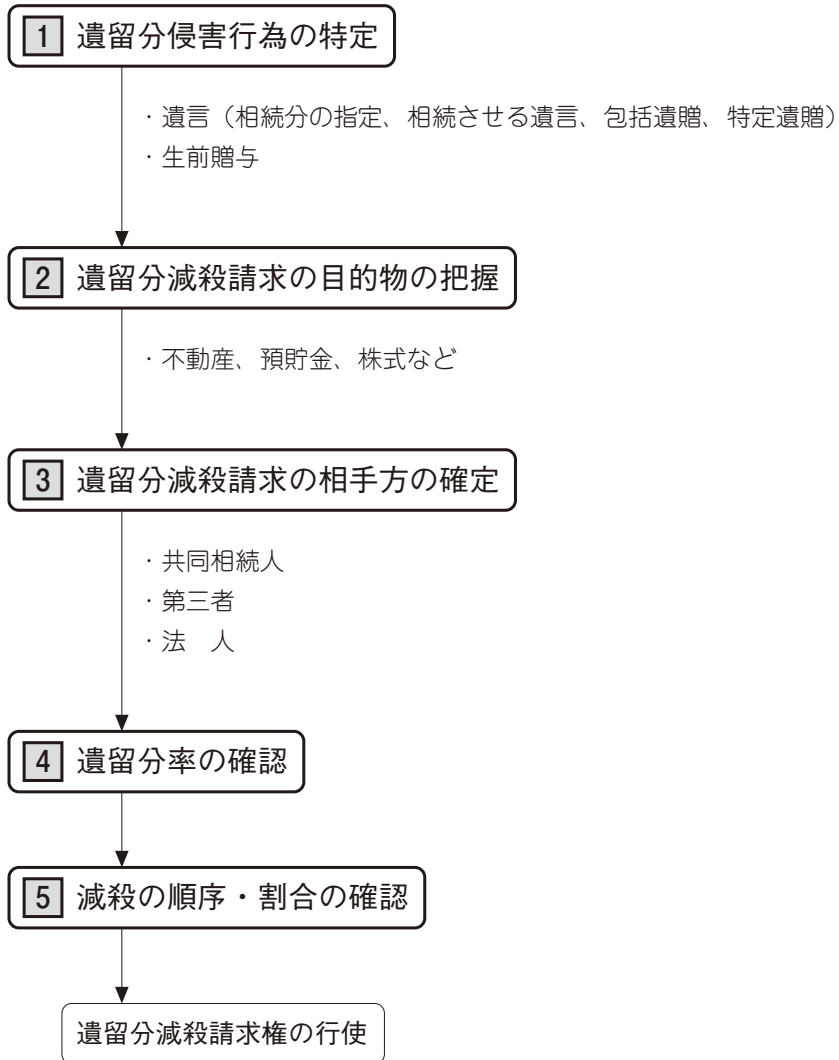 1 遺留分侵害行為の特定
・遺言（相続分の指定、相続させる遺言、包括遺贈、特定遺贈）
・生前贈与
2 遺留分減殺請求の目的物の把握
・不動産、預貯金、株式など
3 遺留分減殺請求の相手方の確定
・共同相続人
・第三者
・法　人
4 遺留分率の確認
5 減殺の順序・割合の確認
遺留分減殺請求権の行使